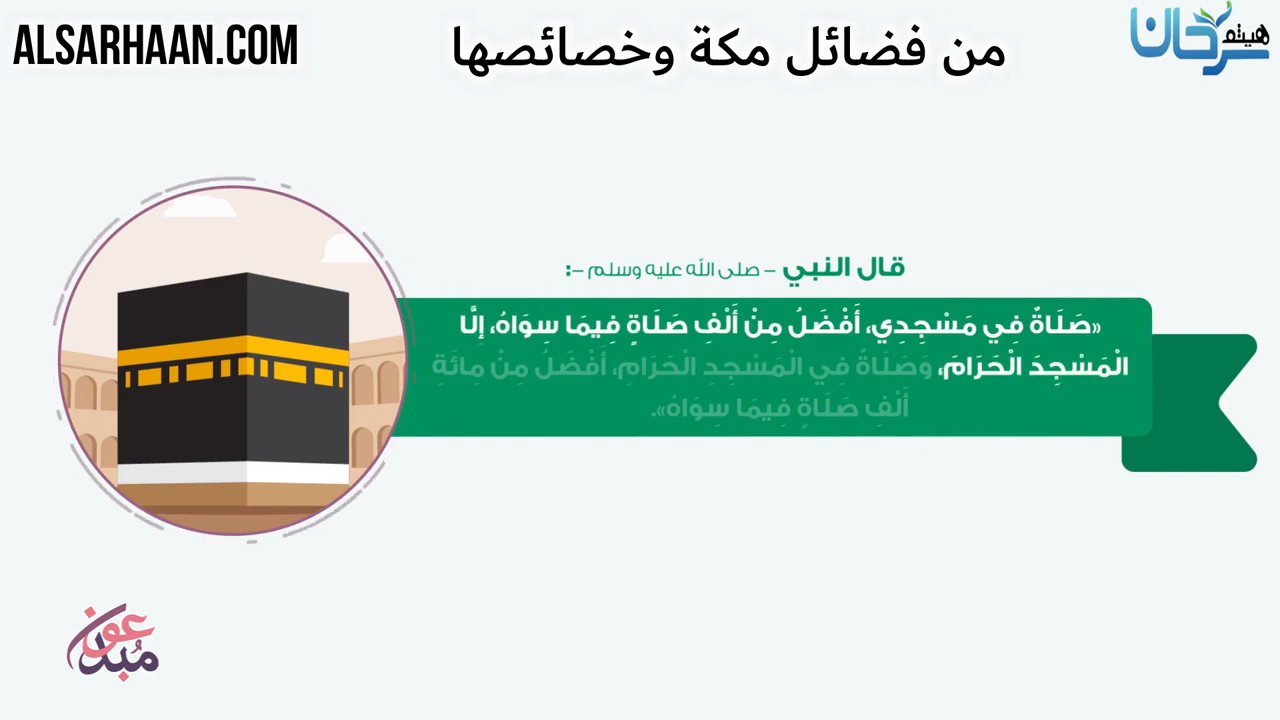 ALSARHAAN.COM
من فضائل مكة وخصائصها
هيثم سرحان
قال النبي – صلى الله عليه وسلم –:
«صَلَاةٌ فِي مَسْجِدِي، أَفْضَلُ مِنْ أَلْفِ صَلَاةٍ فِيمَا سِوَاهُ، إِلَّا
الْمَسْجِدَ الْحَرَامَ، وَصَلَاةٌ فِي الْمَسْجِدِ الْحَرَامِ، أَفْضَلُ مِنْ مِائَةِ
أَلْفِ صَلَاةٍ فِيمَا سِوَاهُ».
مُبدعون